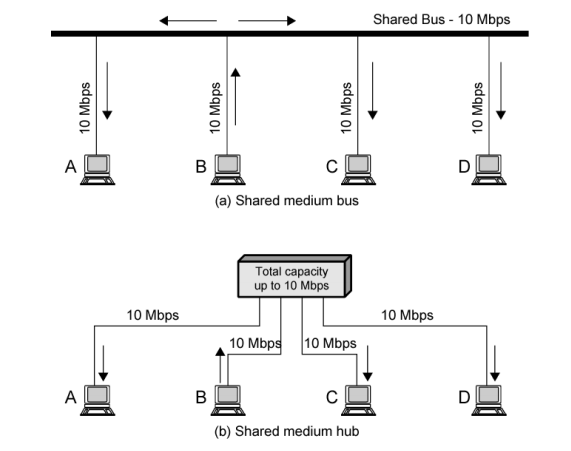 Shared Bus - 10 Mbps
10 Mbps
10 Mbps
10 Mbps
10 Mbps
A
B
C
D
(a) Shared medium bus
Total capacity
up to 10 Mbps
10 Mbps
10 Mbps
10 Mbps
10 Mbps
A
B
C
D
(b) Shared medium hub